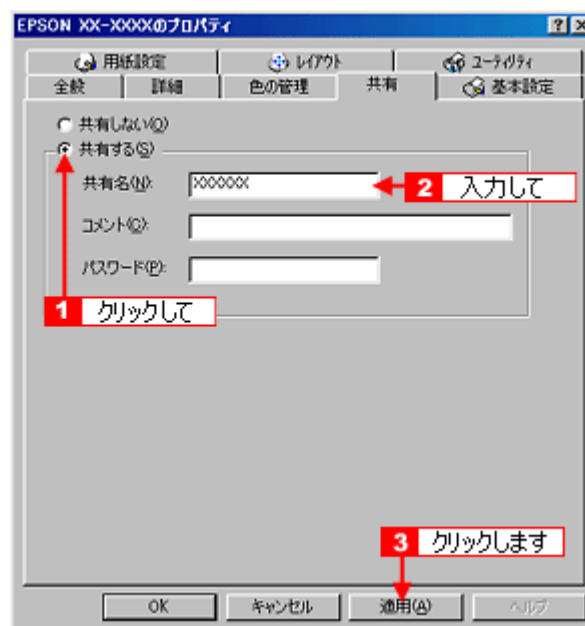 EPSON XX-XXXXのプロパティ
用紙設定 レイアウト ユーティリティ
全般 詳細 色の管理 共有 基本設定
共有しない(O)
共有する(S)
共有名(N): XXXXXX 2 入力して
コメント(C):
パスワード(P):
1 クリックして
3 クリックします
OK キャンセル 適用(A) ヘルプ